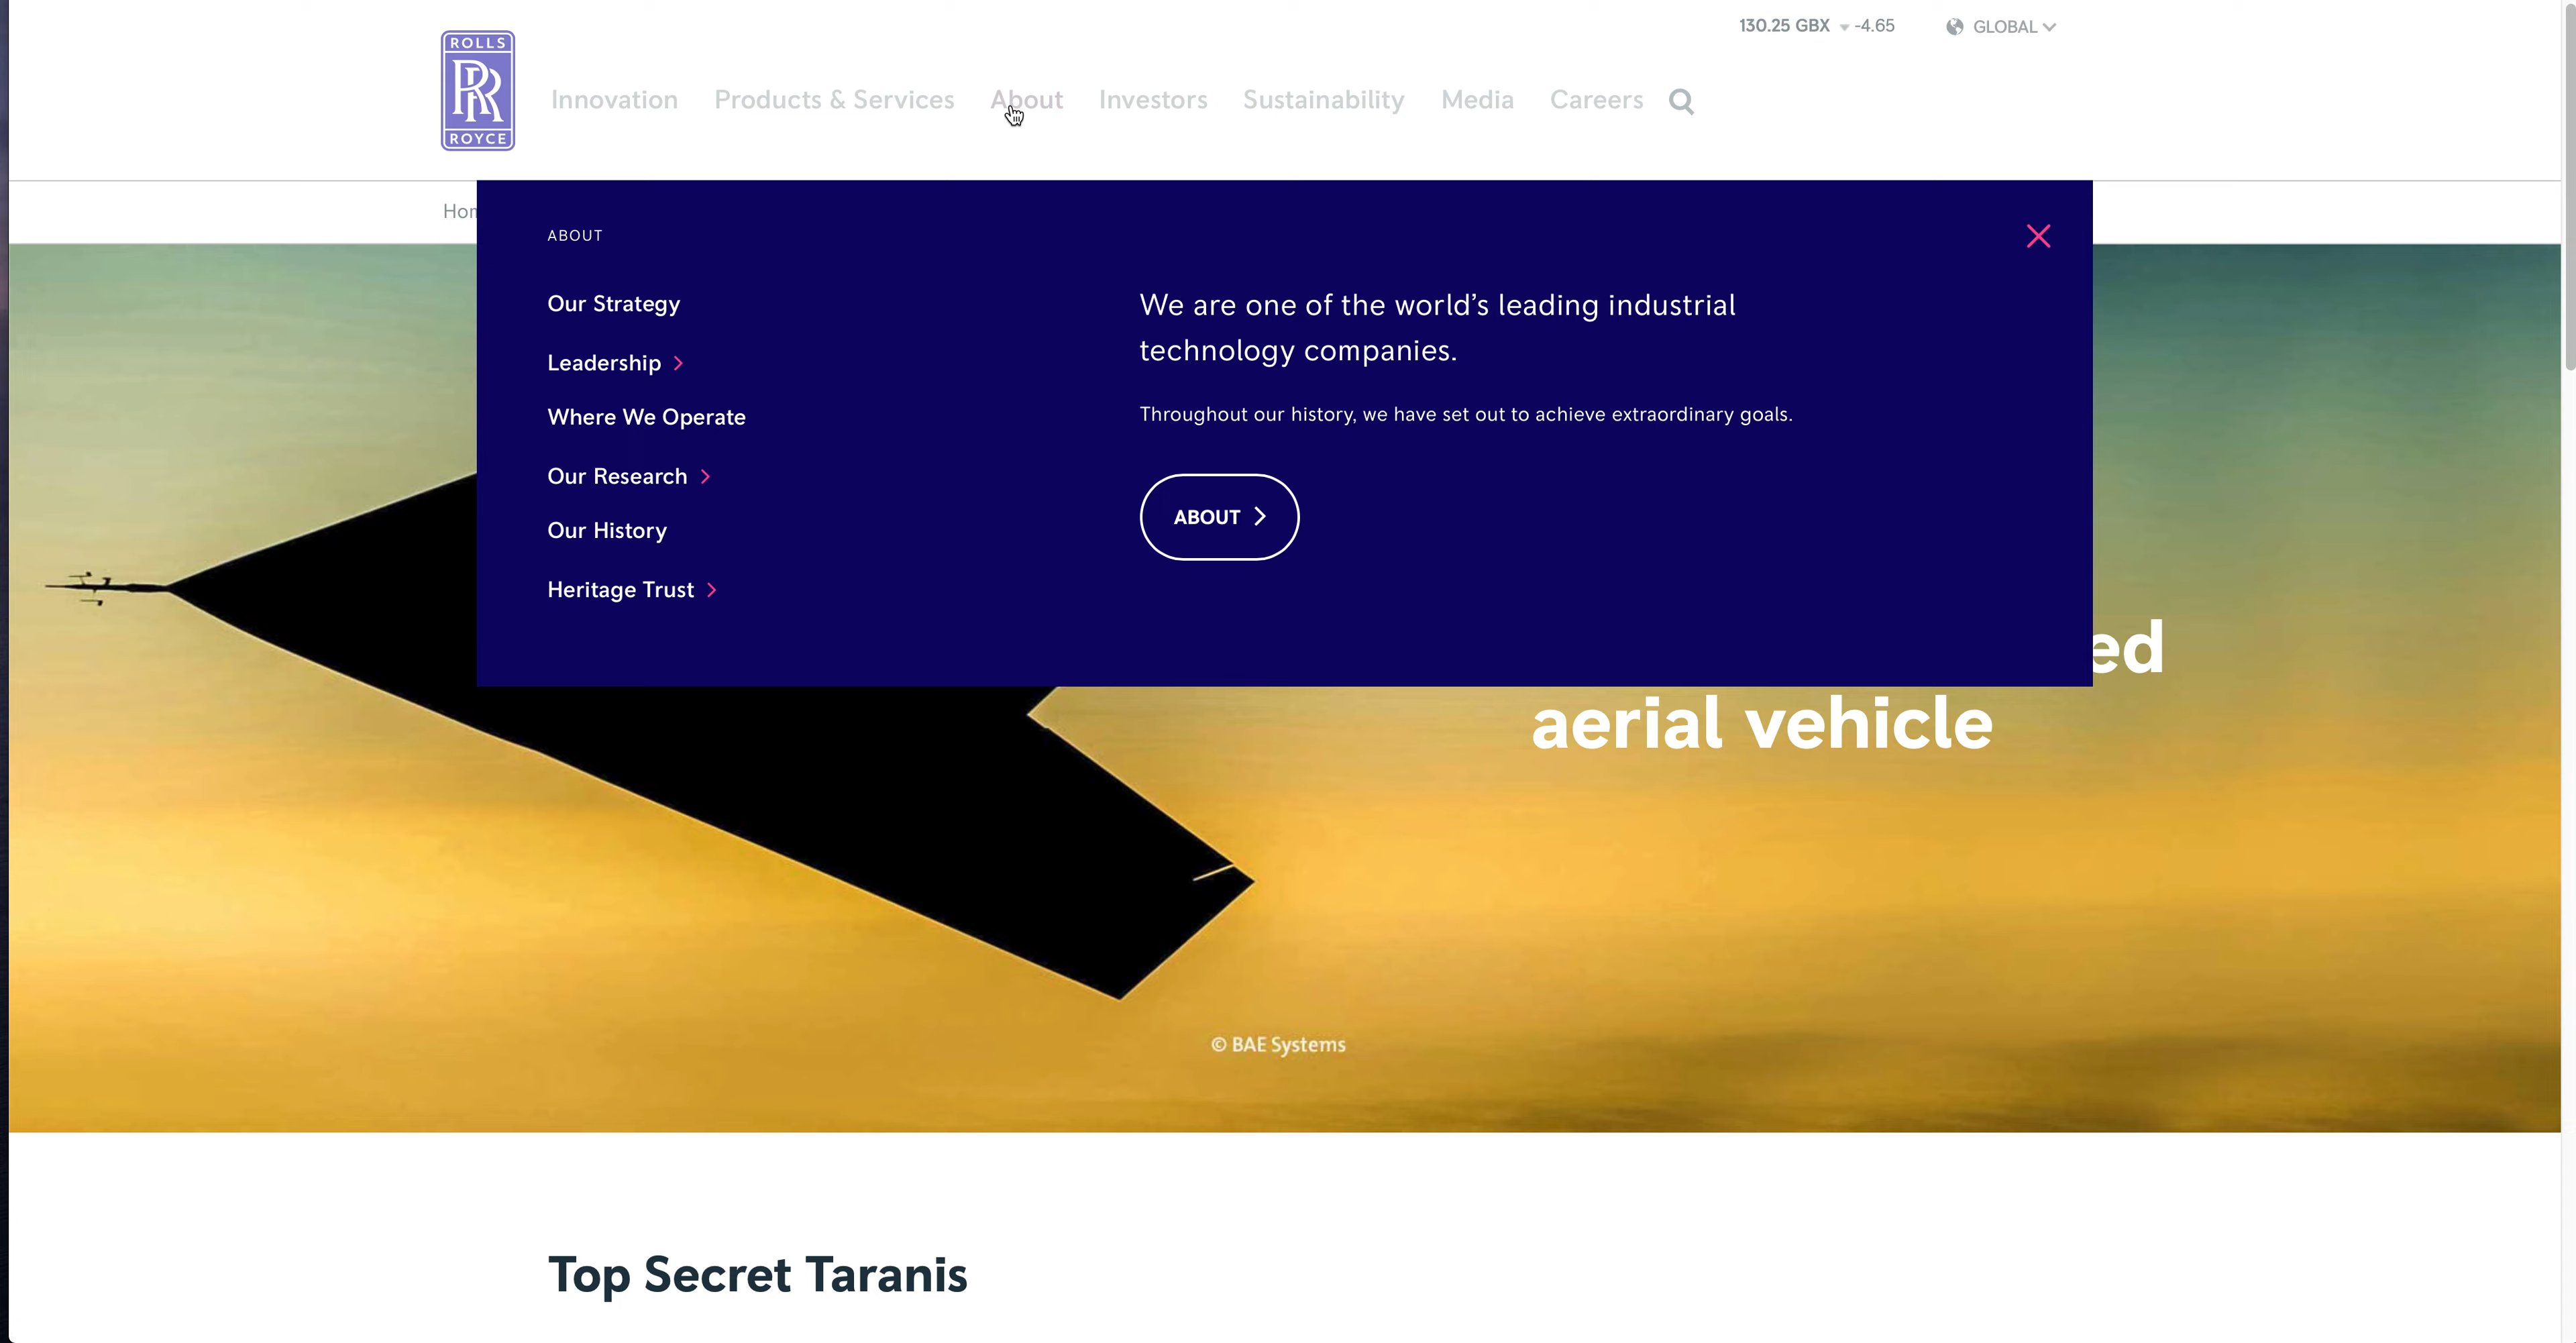 130.25 GBX -4.65 GLOBAL
ROLLS
RR
ROYCE
Innovation Products & Services About Investors Sustainability Media Careers
ABOUT
Our Strategy
Leadership
Where We Operate
Our Research
Our History
Heritage Trust
We are one of the world's leading industrial
technology companies.
Throughout our history, we have set out to achieve extraordinary goals.
ABOUT
aerial vehicle
© BAE Systems
Top Secret Taranis